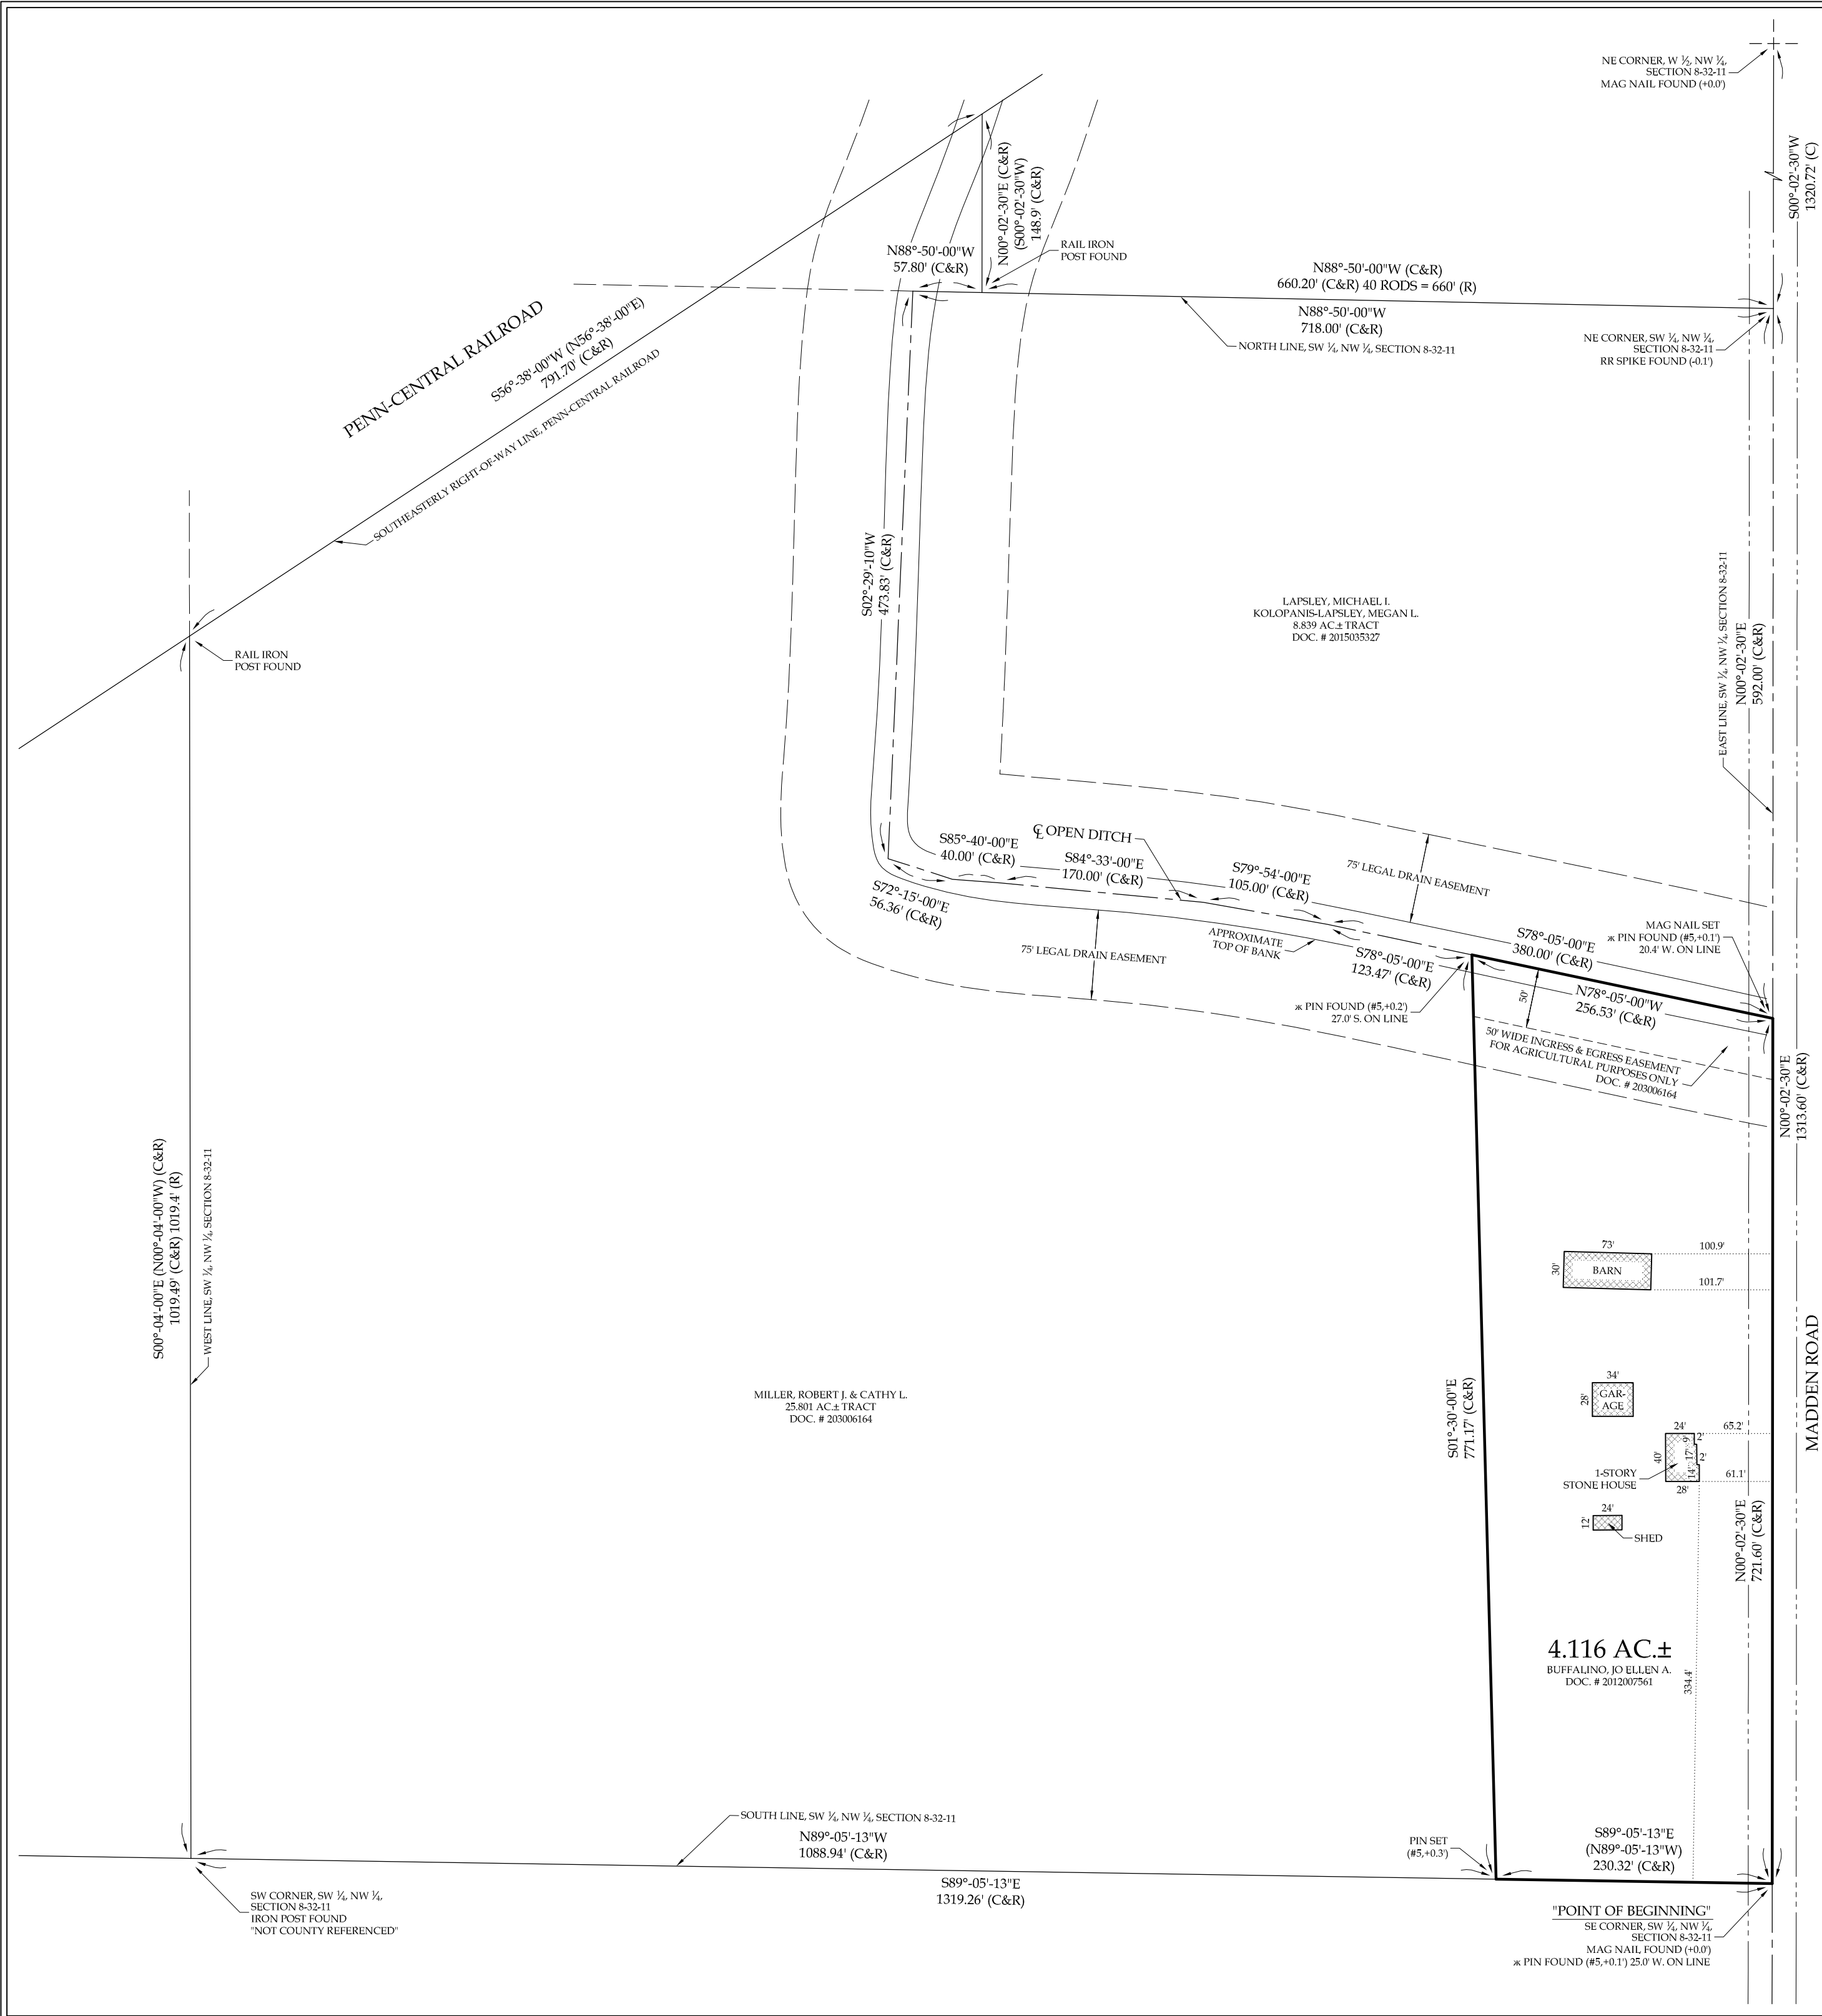 NE CORNER, W ½, NW ¼,
SECTION 8-32-11
MAG NAIL FOUND (+0.0')
S00°-02'-30"W
1320.72' (C)
N00°-02'-30"E (C&R)
(S00°-02'-30"W)
148.9' (C&R)
RAIL IRON
POST FOUND
N88°-50'-00"W
57.80' (C&R)
N88°-50'-00"W (C&R)
660.20' (C&R) 40 RODS = 660' (R)
N88°-50'-00"W
718.00' (C&R)
NORTH LINE, SW ¼, NW ¼, SECTION 8-32-11
NE CORNER, SW ¼, NW ¼,
SECTION 8-32-11
RR SPIKE FOUND (-0.1')
PENN-CENTRAL RAILROAD
S56°-38'-00"W (N56°-38'-00"E)
791.70' (C&R)
SOUTHEASTERLY RIGHT-OF-WAY LINE, PENN-CENTRAL RAILROAD
RAIL IRON
POST FOUND
S02°-29'-10"W
473.83' (C&R)
LAPSLEY, MICHAEL I.
KOLOPANIS-LAPSLEY, MEGAN L.
8.839 AC.± TRACT
DOC. # 2015035327
EAST LINE, SW ¼, NW ¼, SECTION 8-32-11
N00°-02'-30"E
592.00' (C&R)
S85°-40'-00"E
40.00' (C&R)
℄ OPEN DITCH
S84°-33'-00"E
170.00' (C&R)
S79°-54'-00"E
105.00' (C&R)
75' LEGAL DRAIN EASEMENT
S72°-15'-00"E
56.36' (C&R)
75' LEGAL DRAIN EASEMENT
APPROXIMATE
TOP OF BANK
S78°-05'-00"E
123.47' (C&R)
S78°-05'-00"E
380.00' (C&R)
MAG NAIL SET
ж PIN FOUND (#5,+0.1')
20.4' W. ON LINE
ж PIN FOUND (#5,+0.2')
27.0' S. ON LINE
50'
N78°-05'-00"W
256.53' (C&R)
50' WIDE INGRESS & EGRESS EASEMENT
FOR AGRICULTURAL PURPOSES ONLY
DOC. # 203006164
N00°-02'-30"E
1313.60' (C&R)
S00°-04'-00"E (N00°-04'-00"W) (C&R)
1019.49' (C&R) 1019.4' (R)
WEST LINE, SW ¼, NW ¼, SECTION 8-32-11
73'
30'
BARN
100.9'
101.7'
MADDEN ROAD
MILLER, ROBERT J. & CATHY L.
25.801 AC.± TRACT
DOC. # 203006164
S01°-30'-00"E
771.17' (C&R)
34'
28'
GAR-
AGE
24'
65.2'
40'
9'
2'
17'
2'
14'
61.1'
28'
1-STORY
STONE HOUSE
24'
12'
SHED
N00°-02'-30"E
721.60' (C&R)
4.116 AC.±
BUFFALINO, JO ELLEN A.
DOC. # 2012007561
334.4'
SOUTH LINE, SW ¼, NW ¼, SECTION 8-32-11
N89°-05'-13"W
1088.94' (C&R)
S89°-05'-13"E
1319.26' (C&R)
PIN SET
(#5,+0.3')
S89°-05'-13"E
(N89°-05'-13"W)
230.32' (C&R)
SW CORNER, SW ¼, NW ¼,
SECTION 8-32-11
IRON POST FOUND
"NOT COUNTY REFERENCED"
"POINT OF BEGINNING"
SE CORNER, SW ¼, NW ¼,
SECTION 8-32-11
MAG NAIL FOUND (+0.0')
ж PIN FOUND (#5,+0.1') 25.0' W. ON LINE